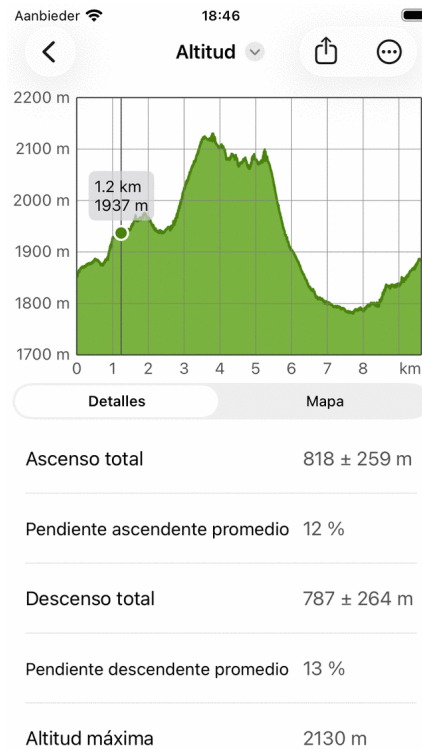 Aanbieder 18:46
Altitud
2200 m
2100 m
2000 m
1900 m
1800 m
1700 m
1.2 km
1937 m
0 1 2 3 4 5 6 7 8 km
Detalles Mapa
Ascenso total 818 ± 259 m
Pendiente ascendente promedio 12 %
Descenso total 787 ± 264 m
Pendiente descendente promedio 13 %
Altitud máxima 2130 m